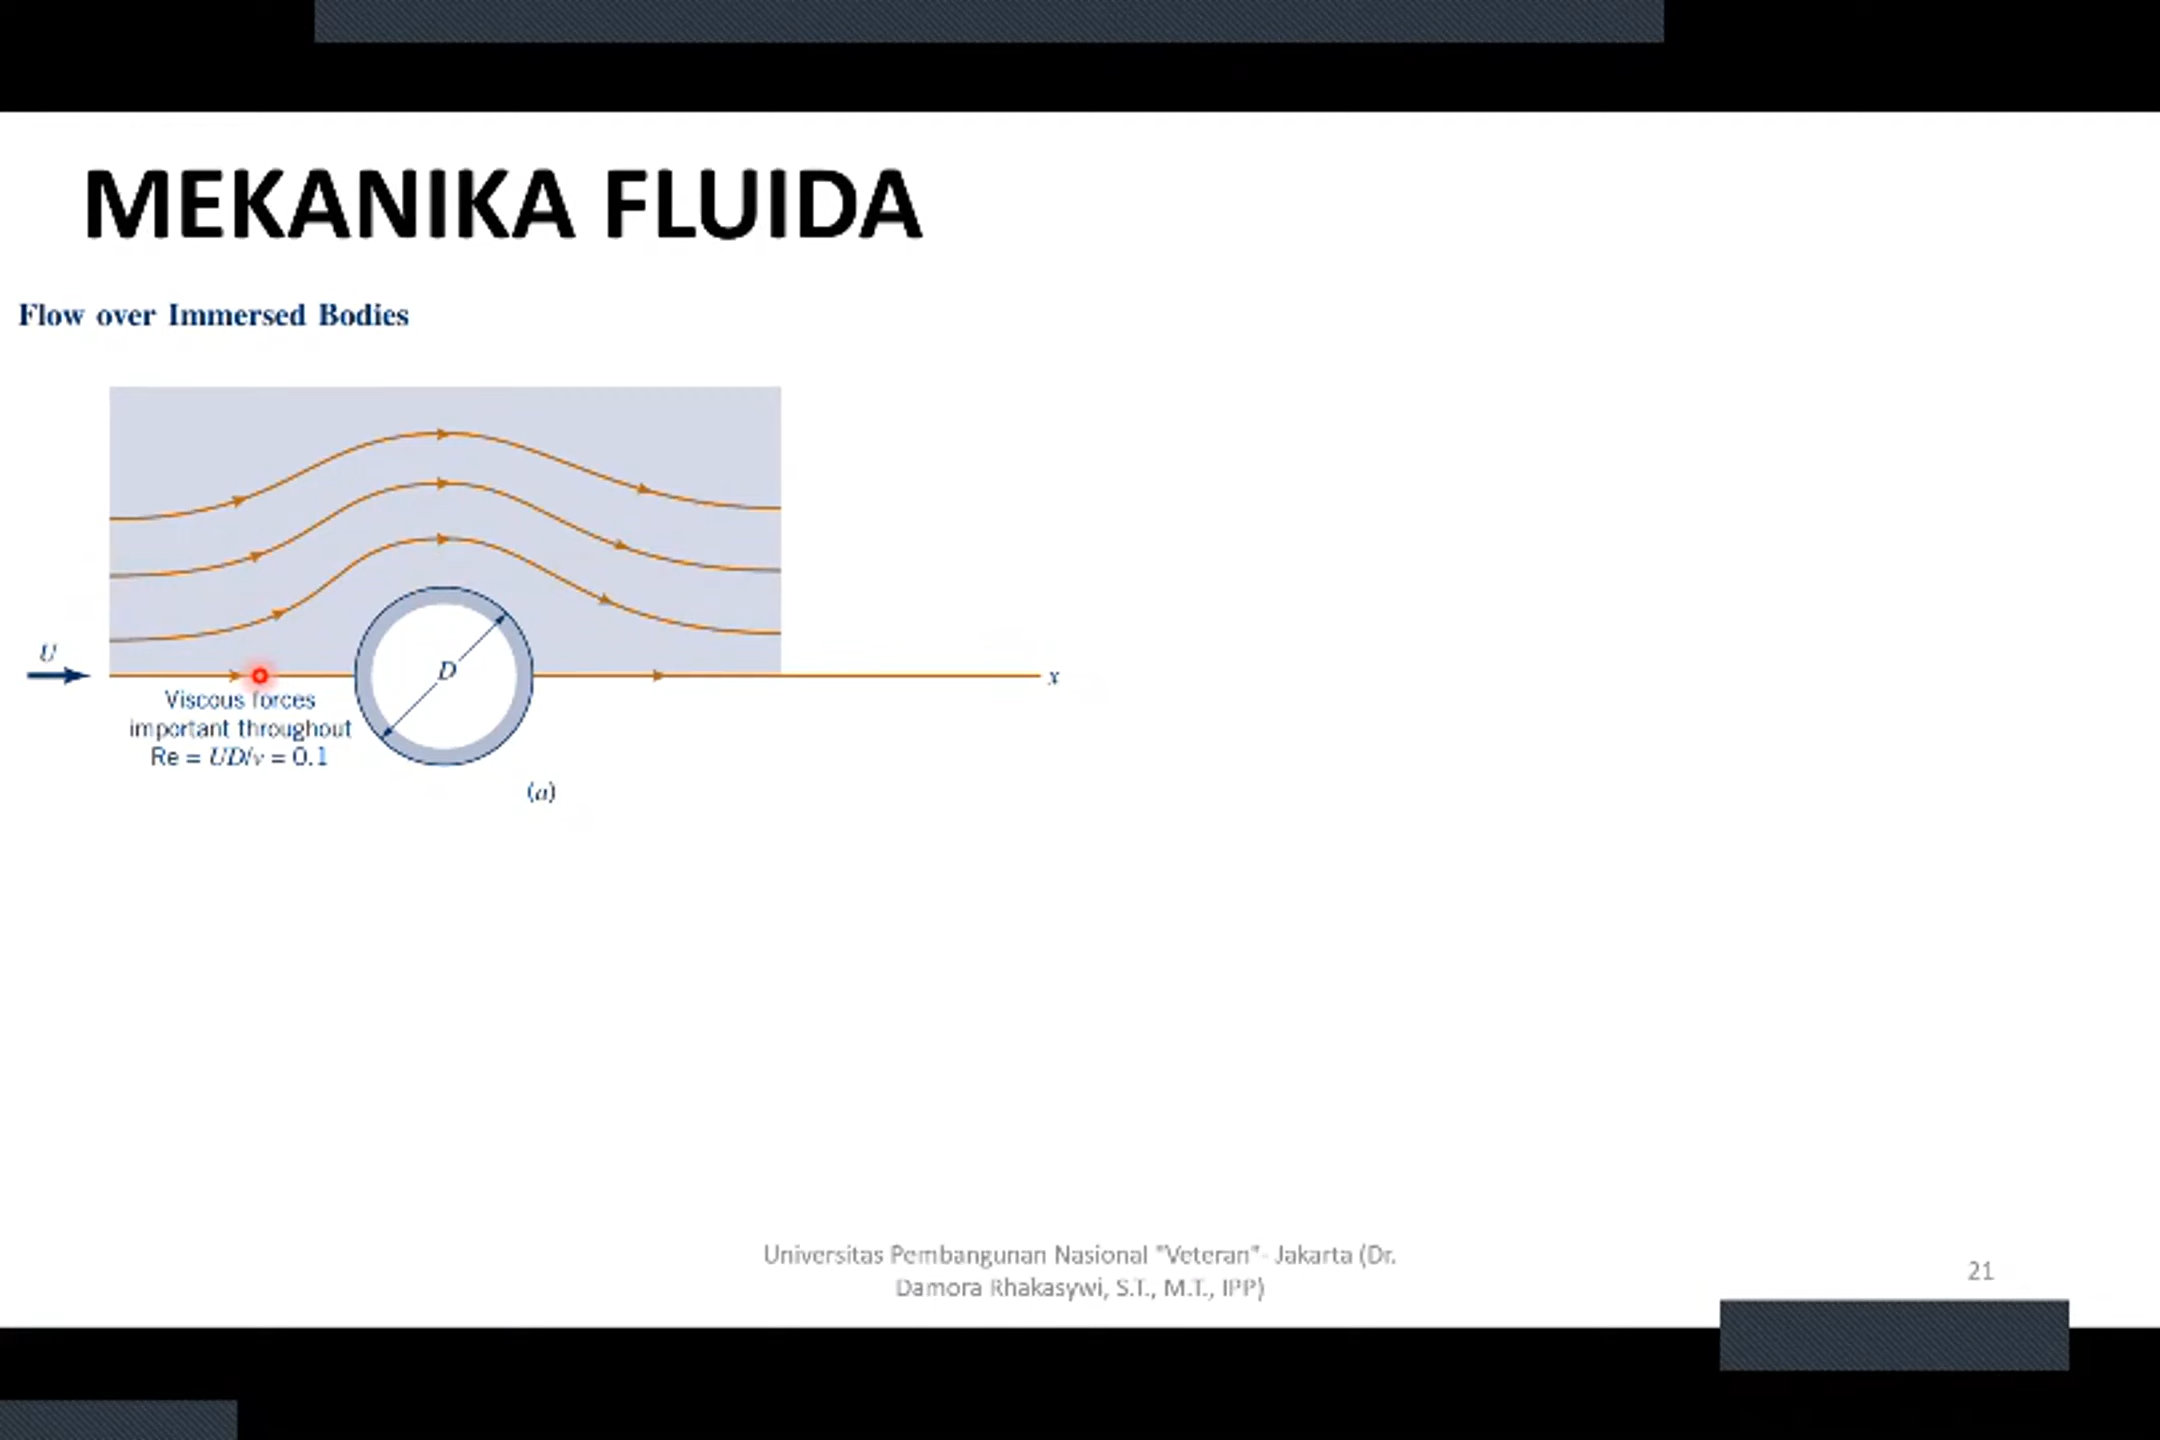 MEKANIKA FLUIDA
Flow over Immersed Bodies
U
D
x
Viscous forces
important throughout
Re = UD/ν = 0.1
(a)
Universitas Pembangunan Nasional "Veteran"- Jakarta (Dr.
Damora Rhakasywi, S.T., M.T., IPP)
21